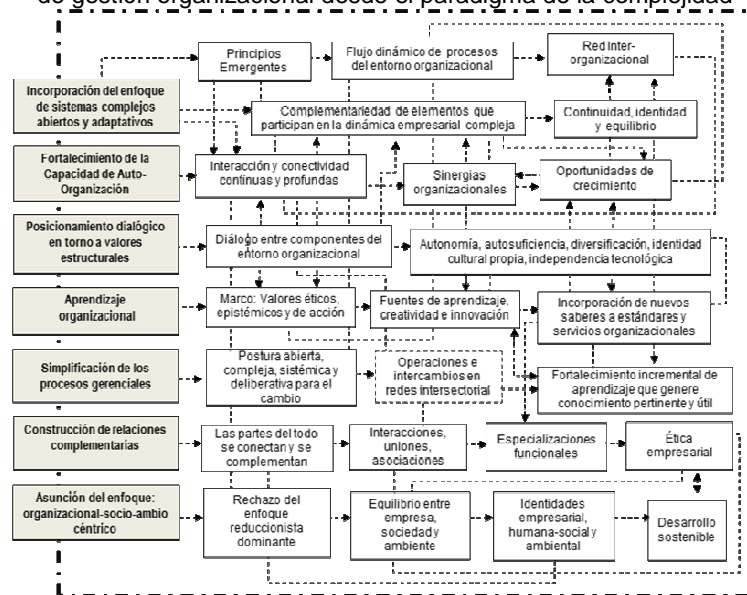 de gestión organizacional desde el paradigma de la complejidad
Principios
Emergentes
Flujo dinámico de procesos
del entorno organizacional
Red Inter-
organizacional
Incorporación del enfoque
de sistemas complejos
abiertos y adaptativos
Complementariedad de elementos que
participan en la dinámica empresarial compleja
Continuidad, identidad
y equilibrio
Fortalecimiento de la
Capacidad de Auto-
Organización
Interacción y conectividad
contínuas y profundas
Sinergias
organizacionales
Oportunidades de
crecimiento
Posicionamiento dialógico
en torno a valores
estructurales
Diálogo entre componentes del
entorno organizacional
Autonomía, autosuficiencia, diversificación, identidad
cultural propia, independencia tecnológica
Aprendizaje
organizacional
Marco: Valores éticos,
epistémicos y de acción
Fuentes de aprendizaje,
creatividad e innovación
Incorporación de nuevos
saberes a estándares y
servicios organizacionales
Simplificación de los
procesos gerenciales
Postura abierta,
compleja, sistémica y
deliberativa para el
cambio
Operaciones e
intercambios en
redes intersectorial
Fortalecimiento incremental de
aprendizaje que genere
conocimiento pertinente y útil
Construcción de relaciones
complementarias
Las partes del todo
se conectan y se
complementan
Interacciones,
uniones,
asociaciones
Especializaciones
funcionales
Ética
empresarial
Asunción del enfoque:
organizacional-socio-ambio
céntrico
Rechazo del
enfoque
reduccionista
dominante
Equilibrio entre
empresa,
sociedad y
ambiente
Identidades
empresarial,
humana-social y
ambiental
Desarrollo
sostenible